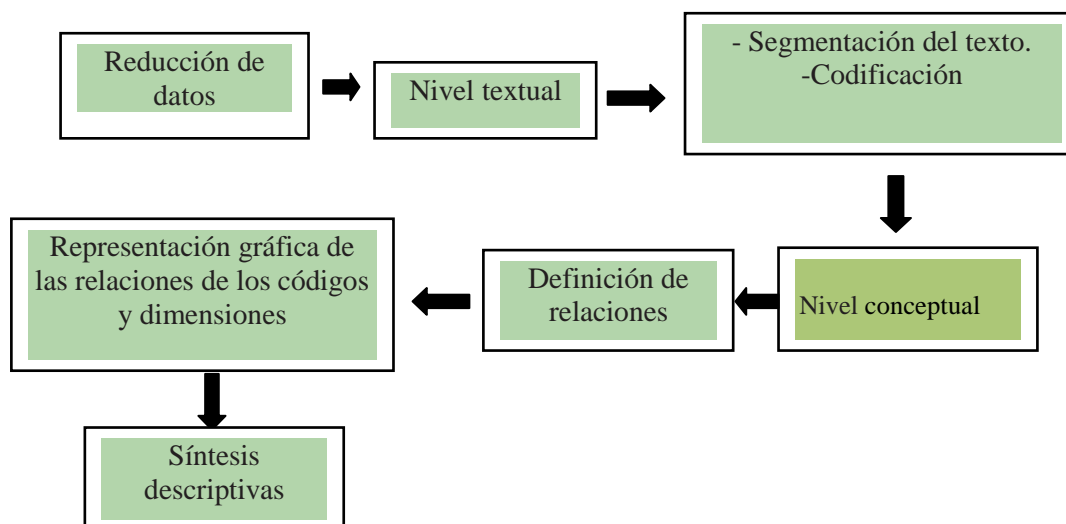 Reducción de
datos
Nivel textual
- Segmentación del texto.
-Codificación
Nivel conceptual
Definición de
relaciones
Representación gráfica de
las relaciones de los códigos
y dimensiones
Síntesis
descriptivas